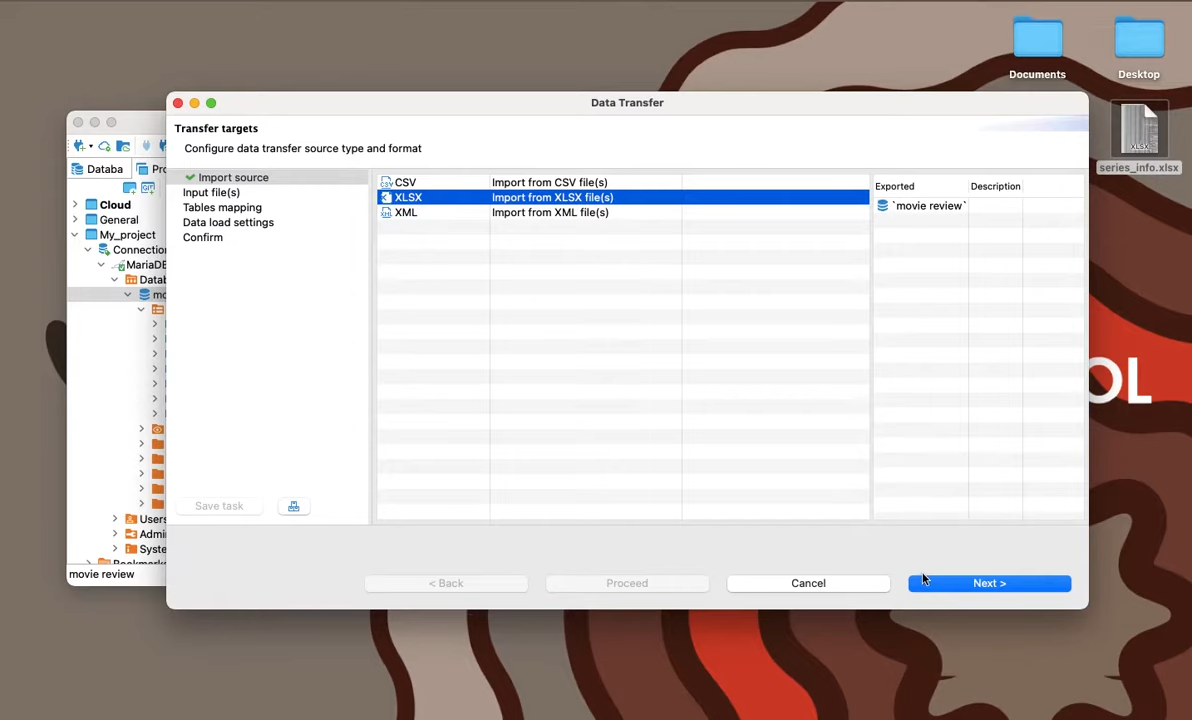 Documents
Desktop
XLSX
series_info.xlsx
Data Transfer
Transfer targets
Configure data transfer source type and format
Import source
Input file(s)
Tables mapping
Data load settings
Confirm
CSV Import from CSV file(s)
XLSX Import from XLSX file(s)
XML Import from XML file(s)
Exported Description
`movie review`
Save task
< Back
Proceed
Cancel
Next >
Databa
Pro
Cloud
General
My_project
Connection
MariaDB
Datab
mo
Users
Admi
Syste
Bookmark
movie review
OL